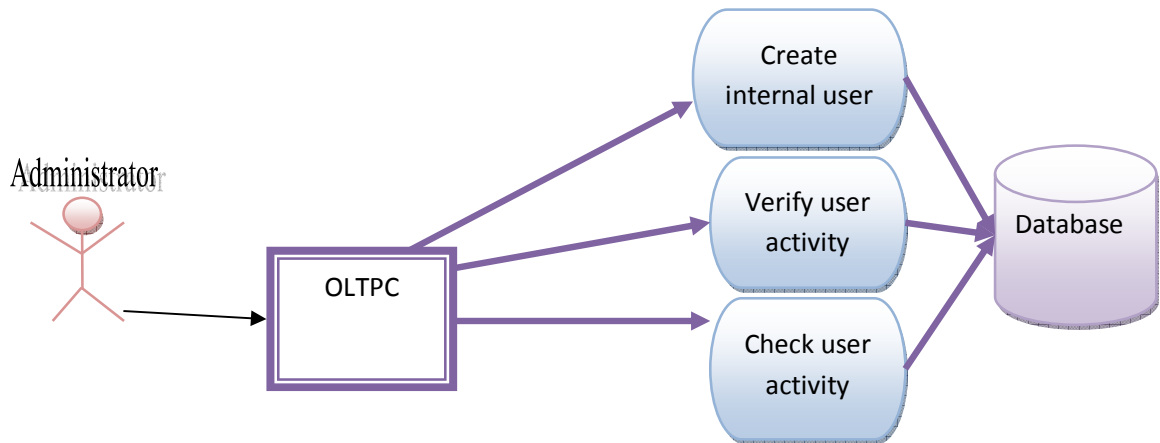 Administrator
OLTPC
Create
internal user
Verify user
activity
Check user
activity
Database